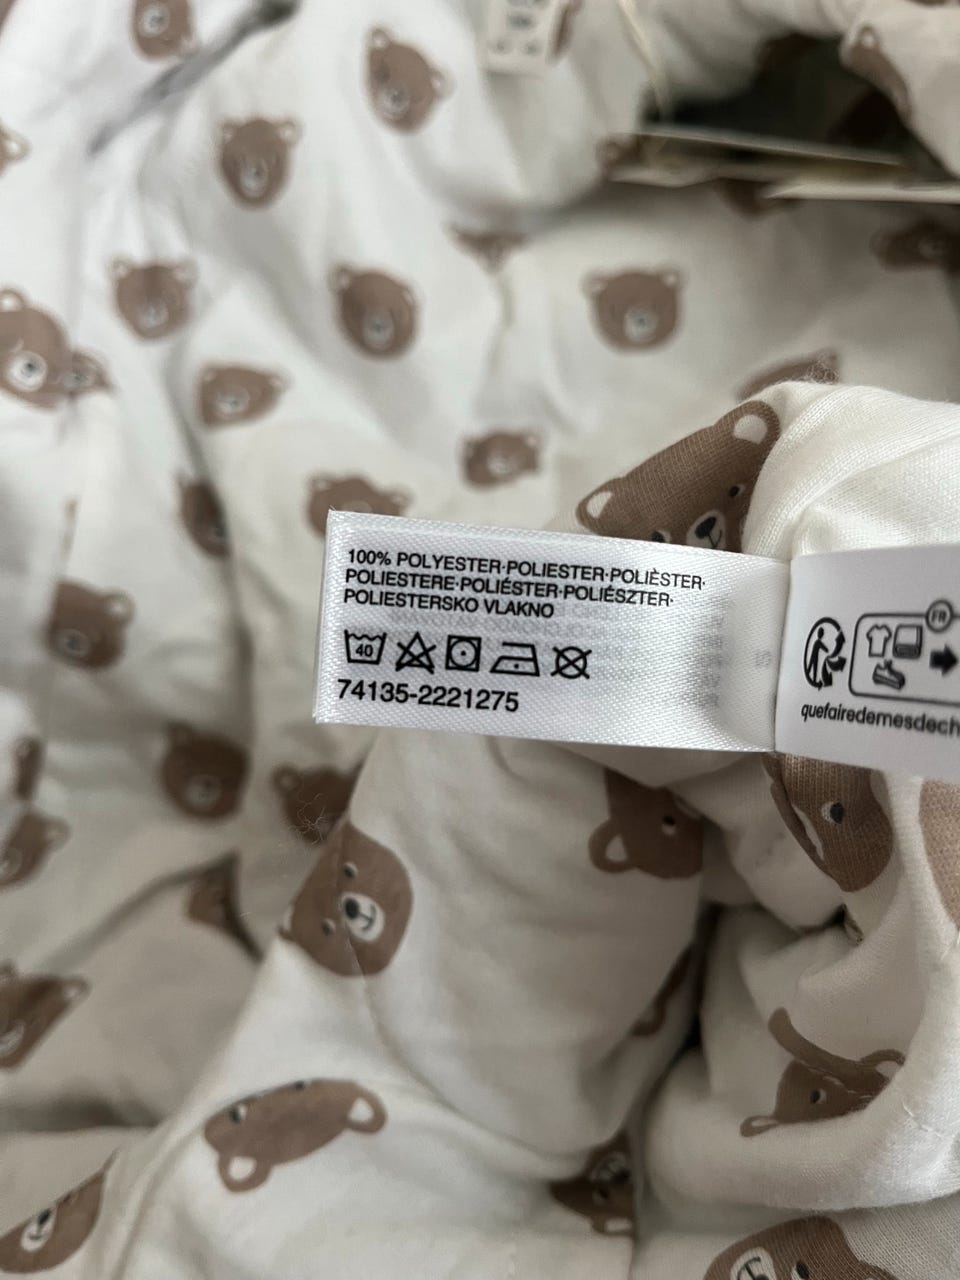 100% POLYESTER·POLIESTER·POLIÈSTER·
POLIESTERE·POLIÉSTER·POLIÉSZTER·
POLIESTERSKO VLAKNO
40
74135-2221275
FR
quefairedemesdech